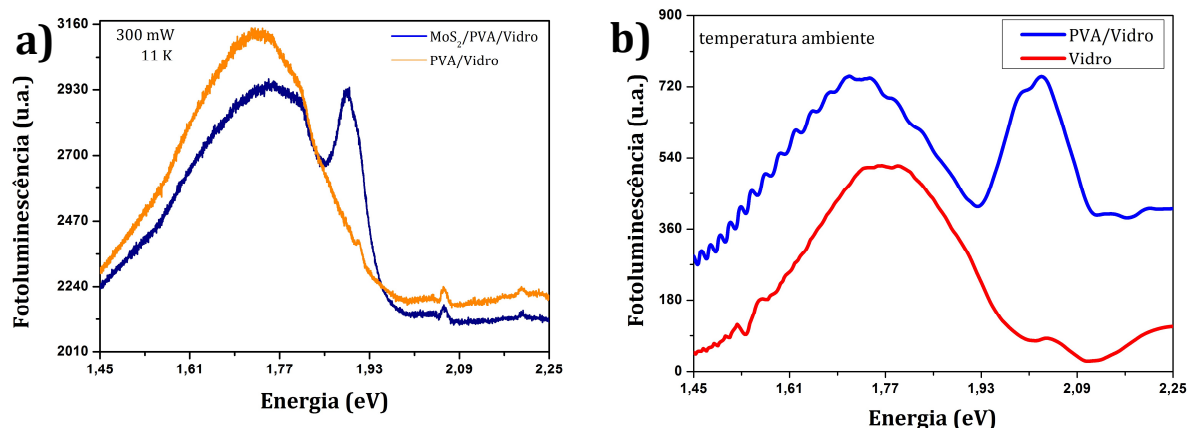 a)
300 mW
11 K
MoS₂/PVA/Vidro
PVA/Vidro
3160
2930
2700
2470
2240
2010
Fotoluminescência (u.a.)
1,45 1,61 1,77 1,93 2,09 2,25
Energia (eV)
b)
temperatura ambiente
PVA/Vidro
Vidro
900
720
540
360
180
0
Fotoluminescência (u.a.)
1,45 1,61 1,77 1,93 2,09 2,25
Energia (eV)